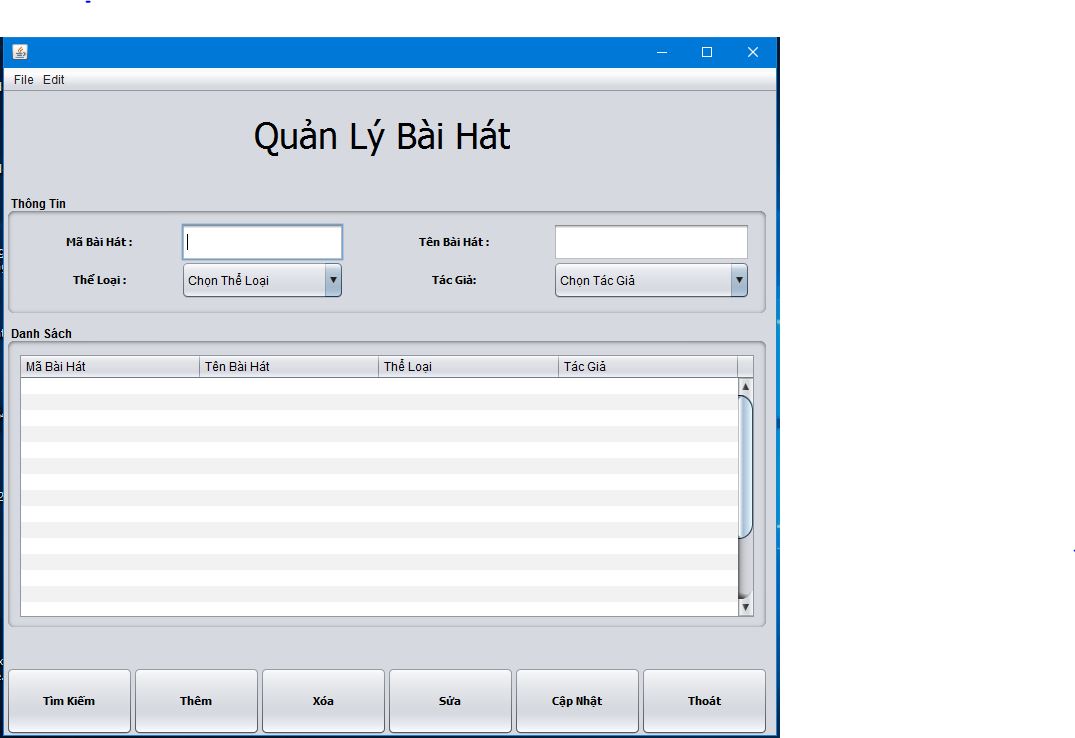 File Edit
Quản Lý Bài Hát
Thông Tin
Mã Bài Hát : Tên Bài Hát :
Thể Loại : Chọn Thể Loại Tác Giả: Chọn Tác Giả
Danh Sách
Mã Bài Hát Tên Bài Hát Thể Loại Tác Giả
Tìm Kiếm Thêm Xóa Sửa Cập Nhật Thoát